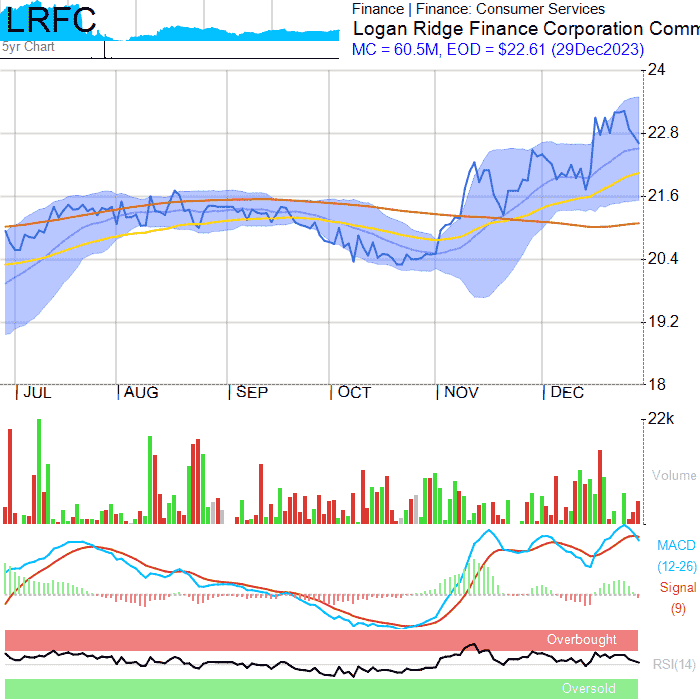 LRFC
5yr Chart
Finance | Finance: Consumer Services
Logan Ridge Finance Corporation Comm
MC = 60.5M, EOD = $22.61 (29Dec2023)
24
22.8
21.6
20.4
19.2
18
JUL AUG SEP OCT NOV DEC
22k
Volume
MACD
(12-26)
Signal
(9)
Overbought
RSI(14)
Oversold